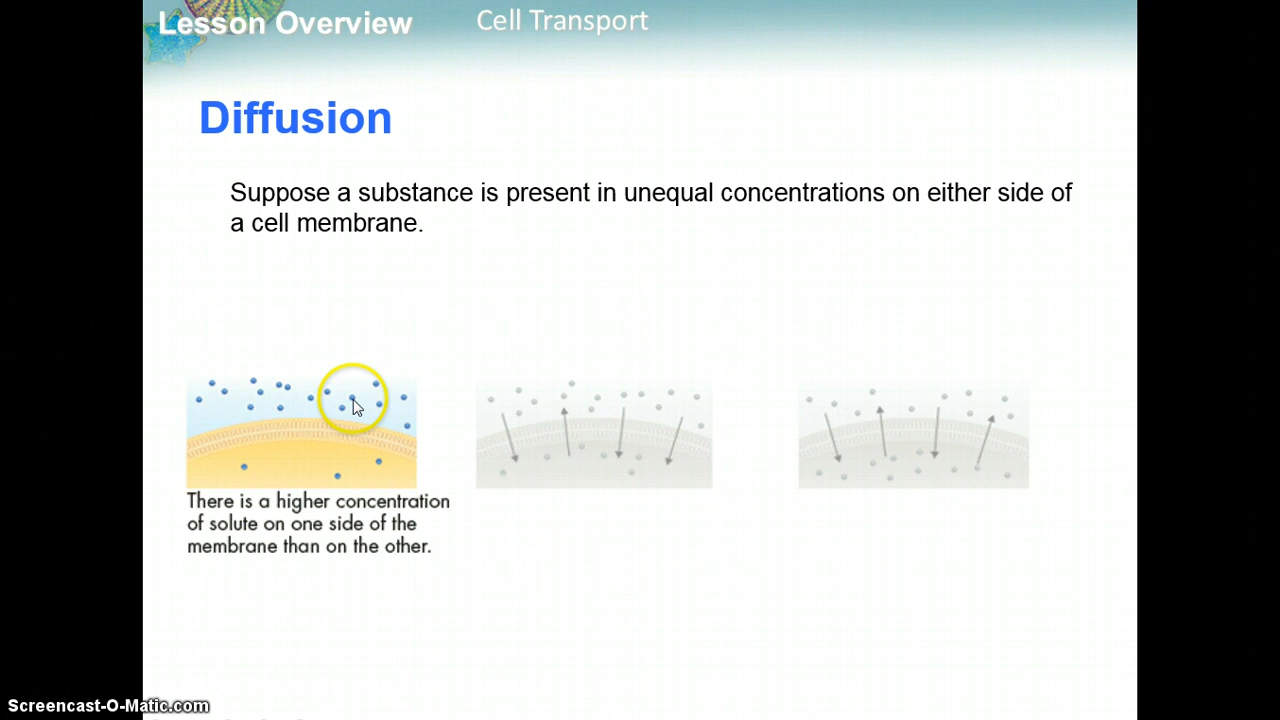 Lesson Overview Cell Transport
Diffusion
Suppose a substance is present in unequal concentrations on either side of
a cell membrane.
There is a higher concentration
of solute on one side of the
membrane than on the other.
Screencast-O-Matic.com